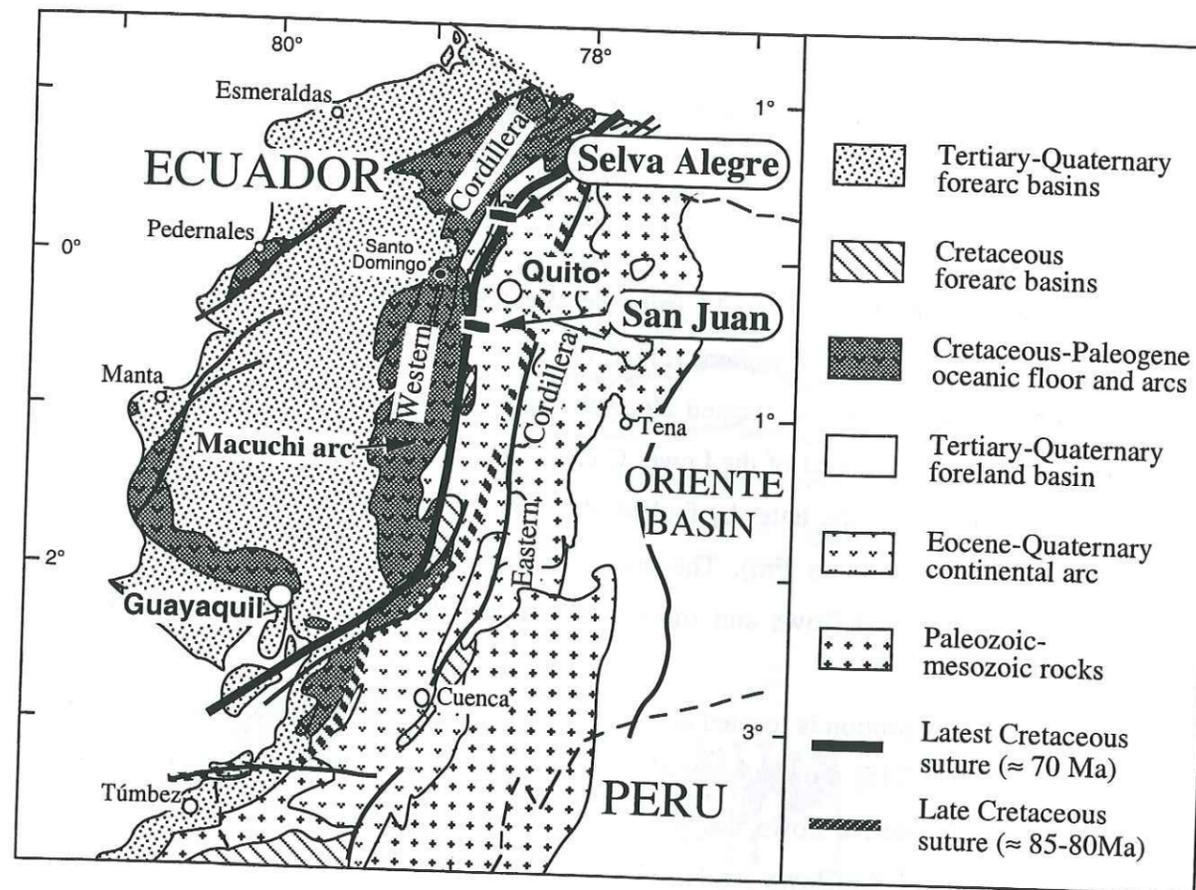 80°
78°
Esmeraldas
1°
ECUADOR
Cordillera
Selva Alegre
Pedernales
0°
Santo
Domingo
Quito
San Juan
Western
Manta
Cordillera
Tena
1°
Macuchi arc
ORIENTE
BASIN
Eastern
2°
Guayaquil
Cuenca
3°
Túmbez
PERU
Tertiary-Quaternary
forearc basins
Cretaceous
forearc basins
Cretaceous-Paleogene
oceanic floor and arcs
Tertiary-Quaternary
foreland basin
Eocene-Quaternary
continental arc
Paleozoic-
mesozoic rocks
Latest Cretaceous
suture (≈ 70 Ma)
Late Cretaceous
suture (≈ 85-80Ma)